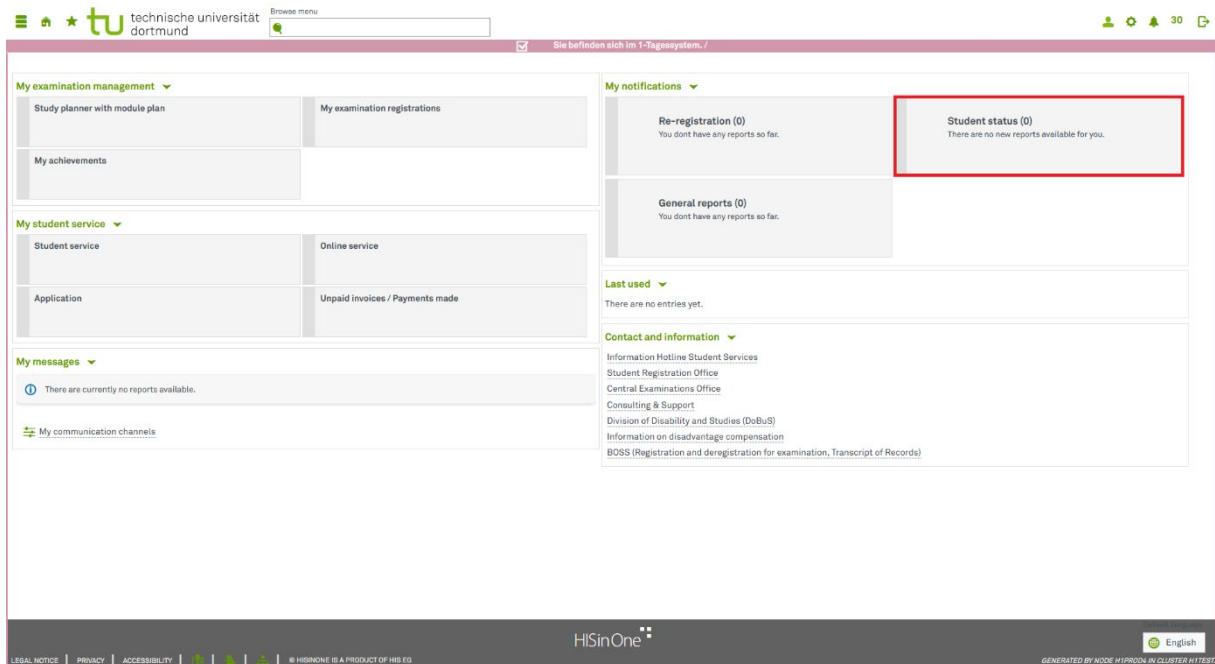 technische universität
dortmund
Browse menu
30
Sie befinden sich im 1-Tagessystem. /
My examination management
Study planner with module plan
My examination registrations
My achievements
My student service
Student service
Online service
Application
Unpaid invoices / Payments made
My messages
There are currently no reports available.
My communication channels
My notifications
Re-registration (0)
You dont have any reports so far.
Student status (0)
There are no new reports available for you.
General reports (0)
You dont have any reports so far.
Last used
There are no entries yet.
Contact and information
Information Hotline Student Services
Student Registration Office
Central Examinations Office
Consulting & Support
Division of Disability and Studies (DoBuS)
Information on disadvantage compensation
BOSS (Registration and deregistration for examination, Transcript of Records)
HISinOne
English
LEGAL NOTICE | PRIVACY | ACCESSIBILITY | © HISINONE IS A PRODUCT OF HIS EG
GENERATED BY NODE H1PROD4 IN CLUSTER H1TEST